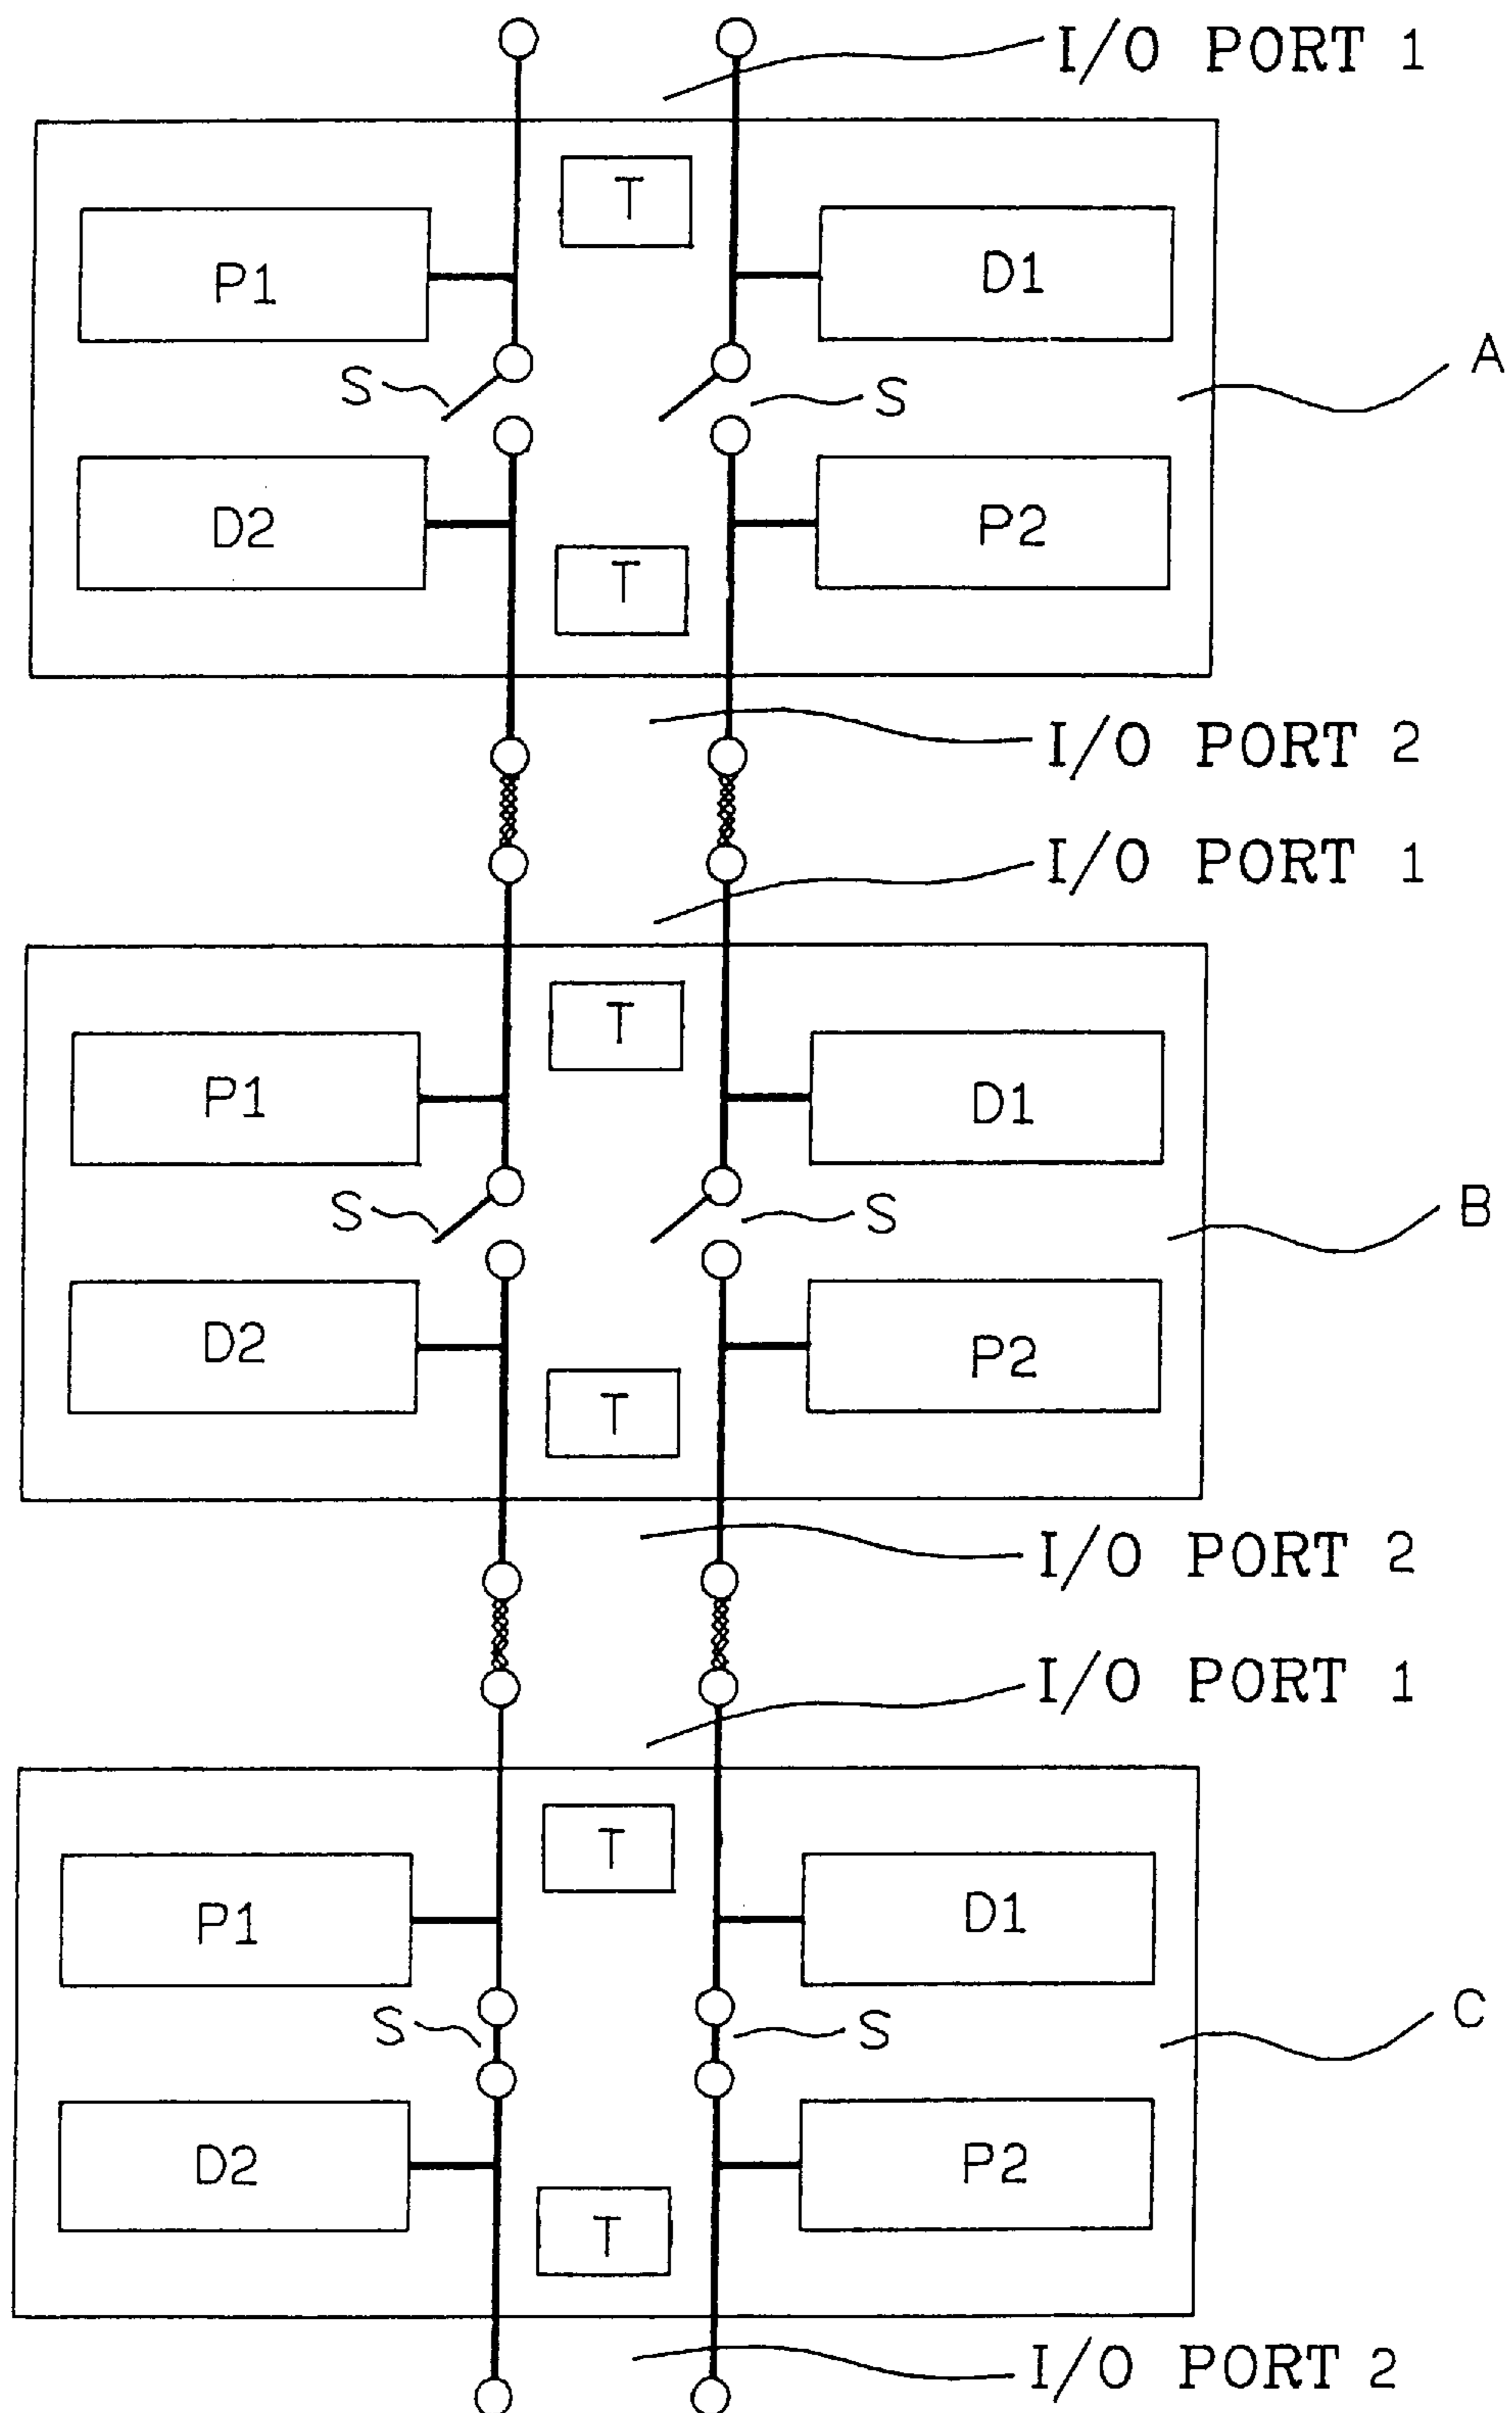 I/O PORT 1
T
P1
D1
S
S
A
D2
P2
T
I/O PORT 2
I/O PORT 1
T
P1
D1
S
S
B
D2
P2
T
I/O PORT 2
I/O PORT 1
T
P1
D1
S
S
C
D2
P2
T
I/O PORT 2